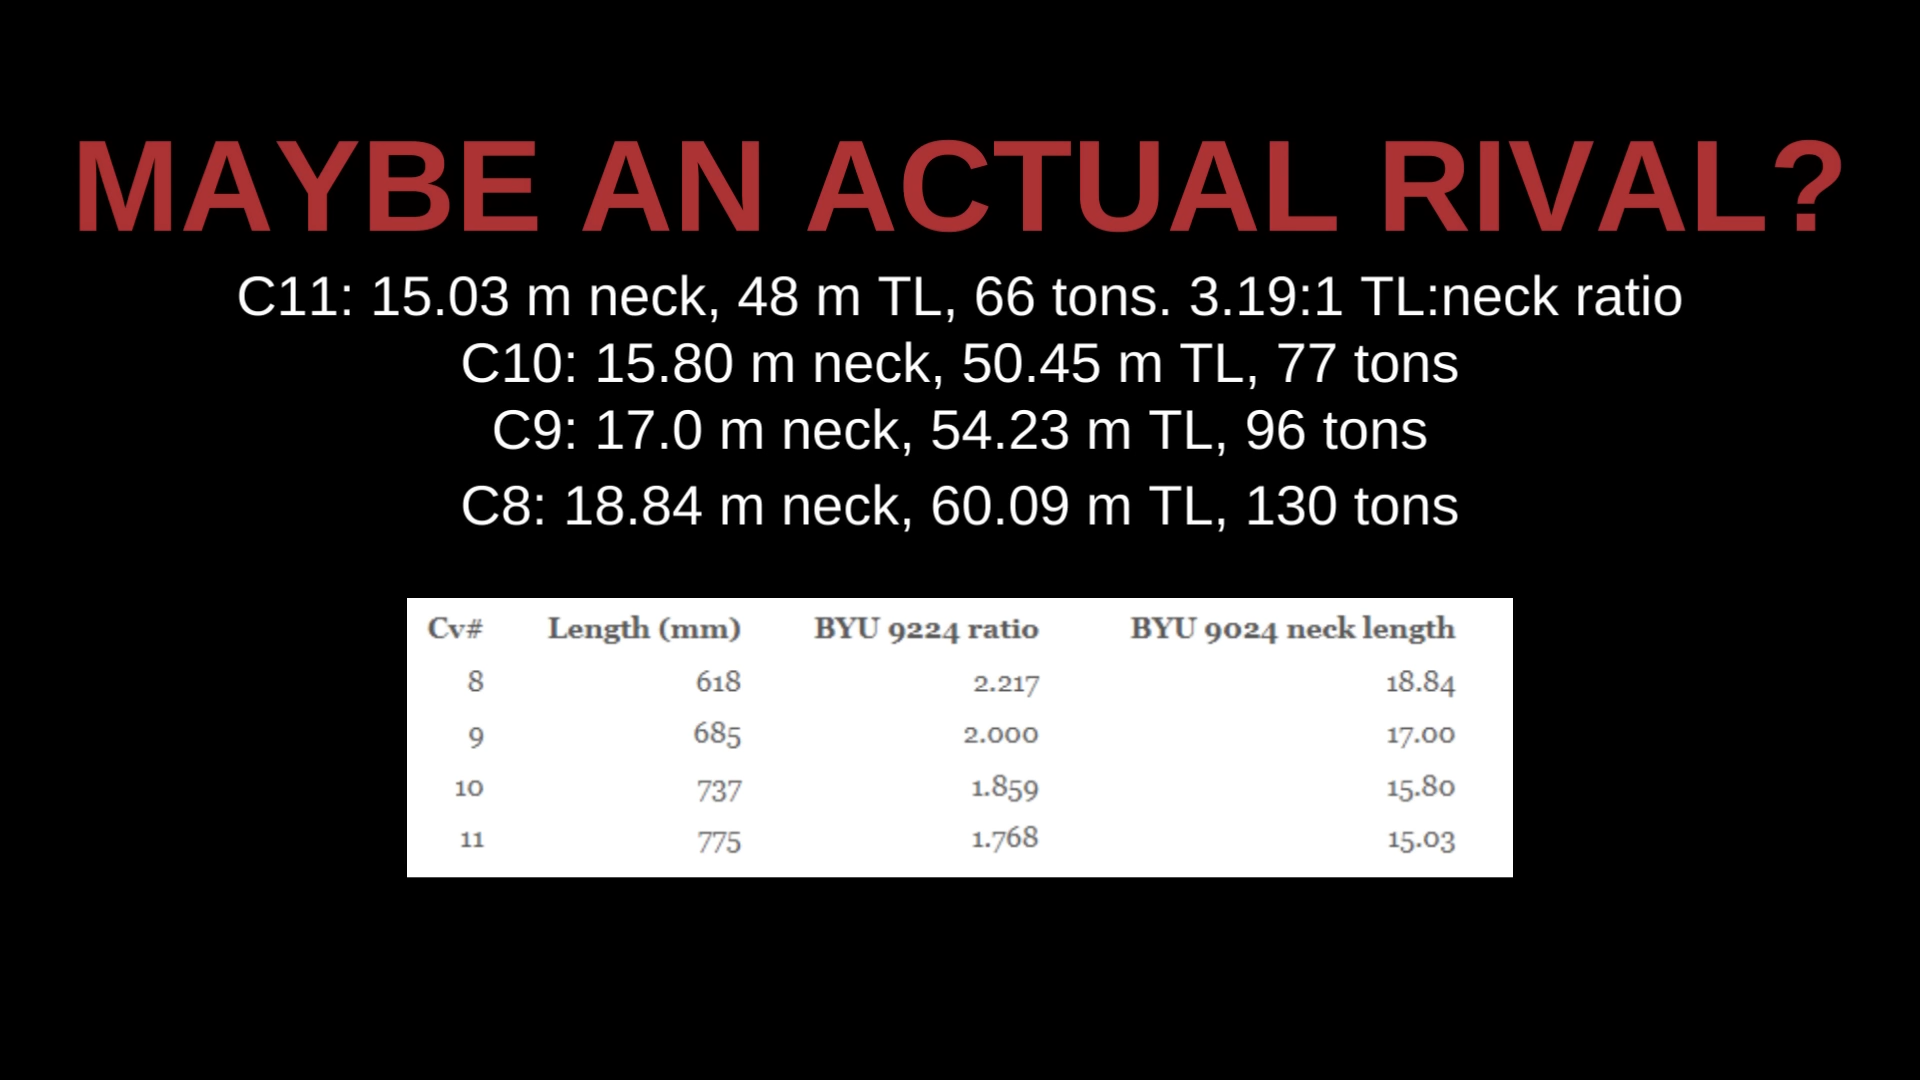 MAYBE AN ACTUAL RIVAL?
C11: 15.03 m neck, 48 m TL, 66 tons. 3.19:1 TL:neck ratio
C10: 15.80 m neck, 50.45 m TL, 77 tons
C9: 17.0 m neck, 54.23 m TL, 96 tons
C8: 18.84 m neck, 60.09 m TL, 130 tons
Cv# Length (mm) BYU 9224 ratio BYU 9024 neck length
8 618 2.217 18.84
9 685 2.000 17.00
10 737 1.859 15.80
11 775 1.768 15.03